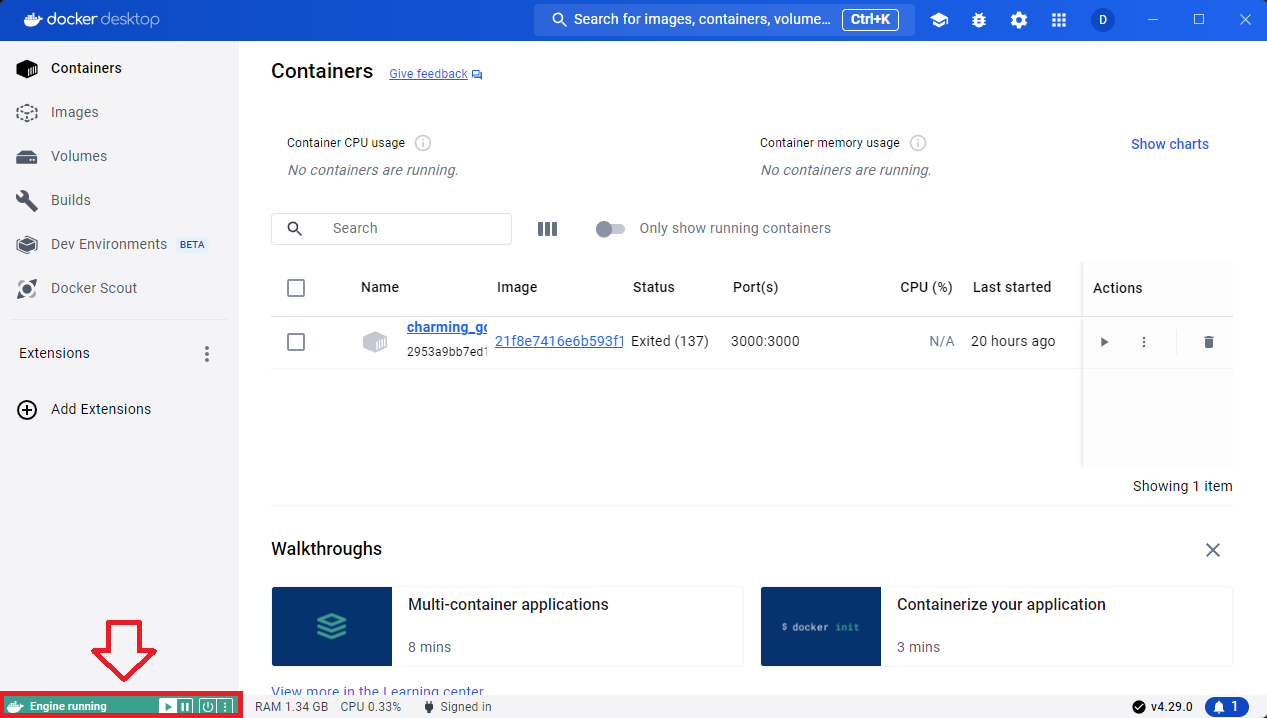 docker desktop
Search for images, containers, volume... Ctrl+K
D
Containers
Images
Volumes
Builds
Dev Environments BETA
Docker Scout
Extensions
Add Extensions
Containers Give feedback
Container CPU usage
No containers are running.
Container memory usage
No containers are running.
Show charts
Search
Only show running containers
Name Image Status Port(s) CPU (%) Last started Actions
charming_go
2953a9bb7ed1
21f8e7416e6b593f1 Exited (137) 3000:3000 N/A 20 hours ago
Showing 1 item
Walkthroughs
Multi-container applications
8 mins
$ docker init
Containerize your application
3 mins
View more in the Learning center
Engine running
RAM 1.34 GB CPU 0.33% Signed in
v4.29.0
1